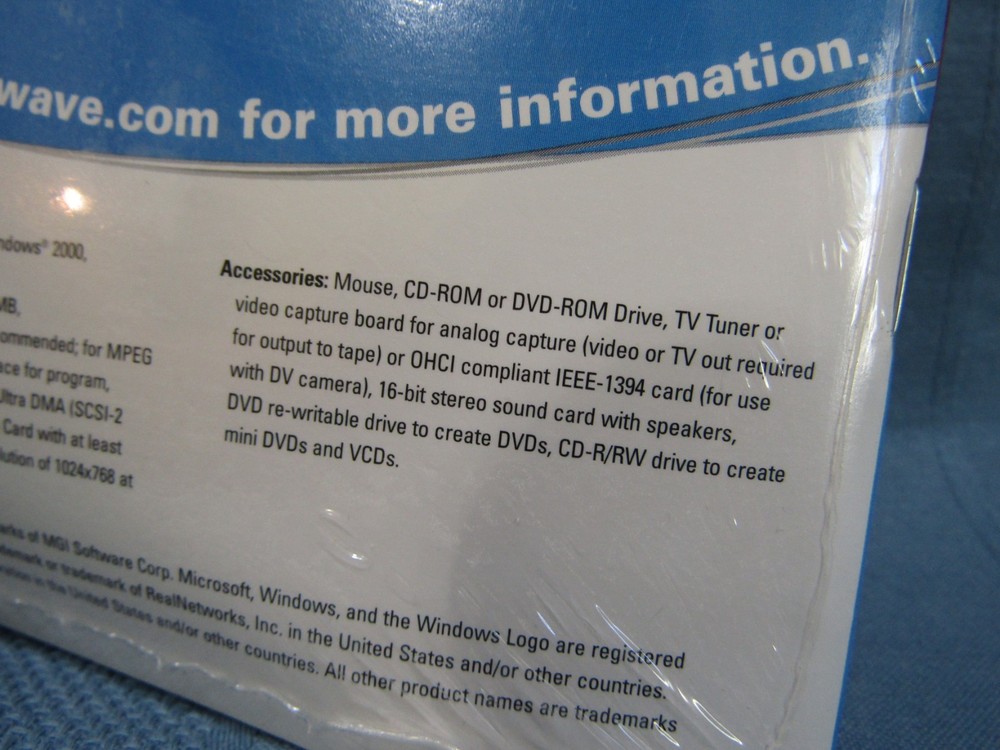 wave.com for more information.
ndows® 2000,
MB,
ommended; for MPEG
ace for program,
Ultra DMA (SCSI-2
Card with at least
lution of 1024x768 at
Accessories: Mouse, CD-ROM or DVD-ROM Drive, TV Tuner or
video capture board for analog capture (video or TV out required
for output to tape) or OHCI compliant IEEE-1394 card (for use
with DV camera), 16-bit stereo sound card with speakers,
DVD re-writable drive to create DVDs, CD-R/RW drive to create
mini DVDs and VCDs.
arks of MGI Software Corp. Microsoft, Windows, and the Windows Logo are registered
demark or trademark of RealNetworks, Inc. in the United States and/or other countries.
in the United States and/or other countries. All other product names are trademarks